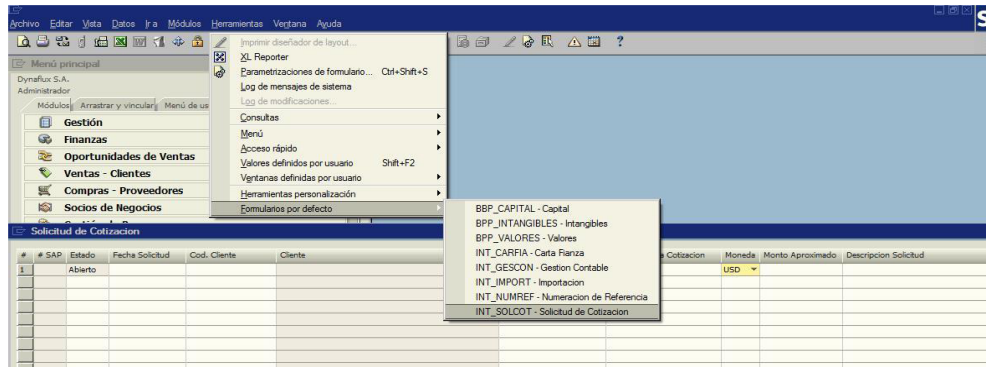 Archivo Editar Vista Datos Ir a Módulos Herramientas Ventana Ayuda
Imprimir diseñador de layout...
XL Reporter
Parametrizaciones de formulario... Ctrl+Shift+S
Log de mensajes de sistema
Log de modificaciones...
Consultas
Menú
Acceso rápido
Valores definidos por usuario Shift+F2
Ventanas definidas por usuario
Herramientas personalización
Formularios por defecto
Menú principal
Dynaflux S.A.
Administrador
Módulos Arrastrar y vincular Menú de us
Gestión
Finanzas
Oportunidades de Ventas
Ventas - Clientes
Compras - Proveedores
Socios de Negocios
BBP_CAPITAL - Capital
BPP_INTANGIBLES - Intangibles
BPP_VALORES - Valores
INT_CARFIA - Carta Fianza
INT_GESCON - Gestion Contable
INT_IMPORT - Importacion
INT_NUMREF - Numeracion de Referencia
INT_SOLCOT - Solicitud de Cotizacion
Solicitud de Cotizacion
# # SAP Estado Fecha Solicitud Cod. Cliente Cliente Cotizacion Moneda Monto Aproximado Descripcion Solicitud
1 Abierto USD